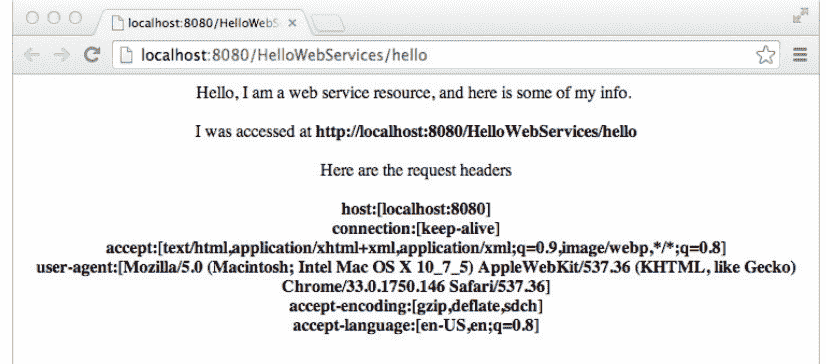 localhost:8080/HelloWebS
localhost:8080/HelloWebServices/hello
Hello, I am a web service resource, and here is some of my info.
I was accessed at http://localhost:8080/HelloWebServices/hello
Here are the request headers
host:[localhost:8080]
connection:[keep-alive]
accept:[text/html,application/xhtml+xml,application/xml;q=0.9,image/webp,*/*;q=0.8]
user-agent:[Mozilla/5.0 (Macintosh; Intel Mac OS X 10_7_5) AppleWebKit/537.36 (KHTML, like Gecko)
Chrome/33.0.1750.146 Safari/537.36]
accept-encoding:[gzip,deflate,sdch]
accept-language:[en-US,en;q=0.8]